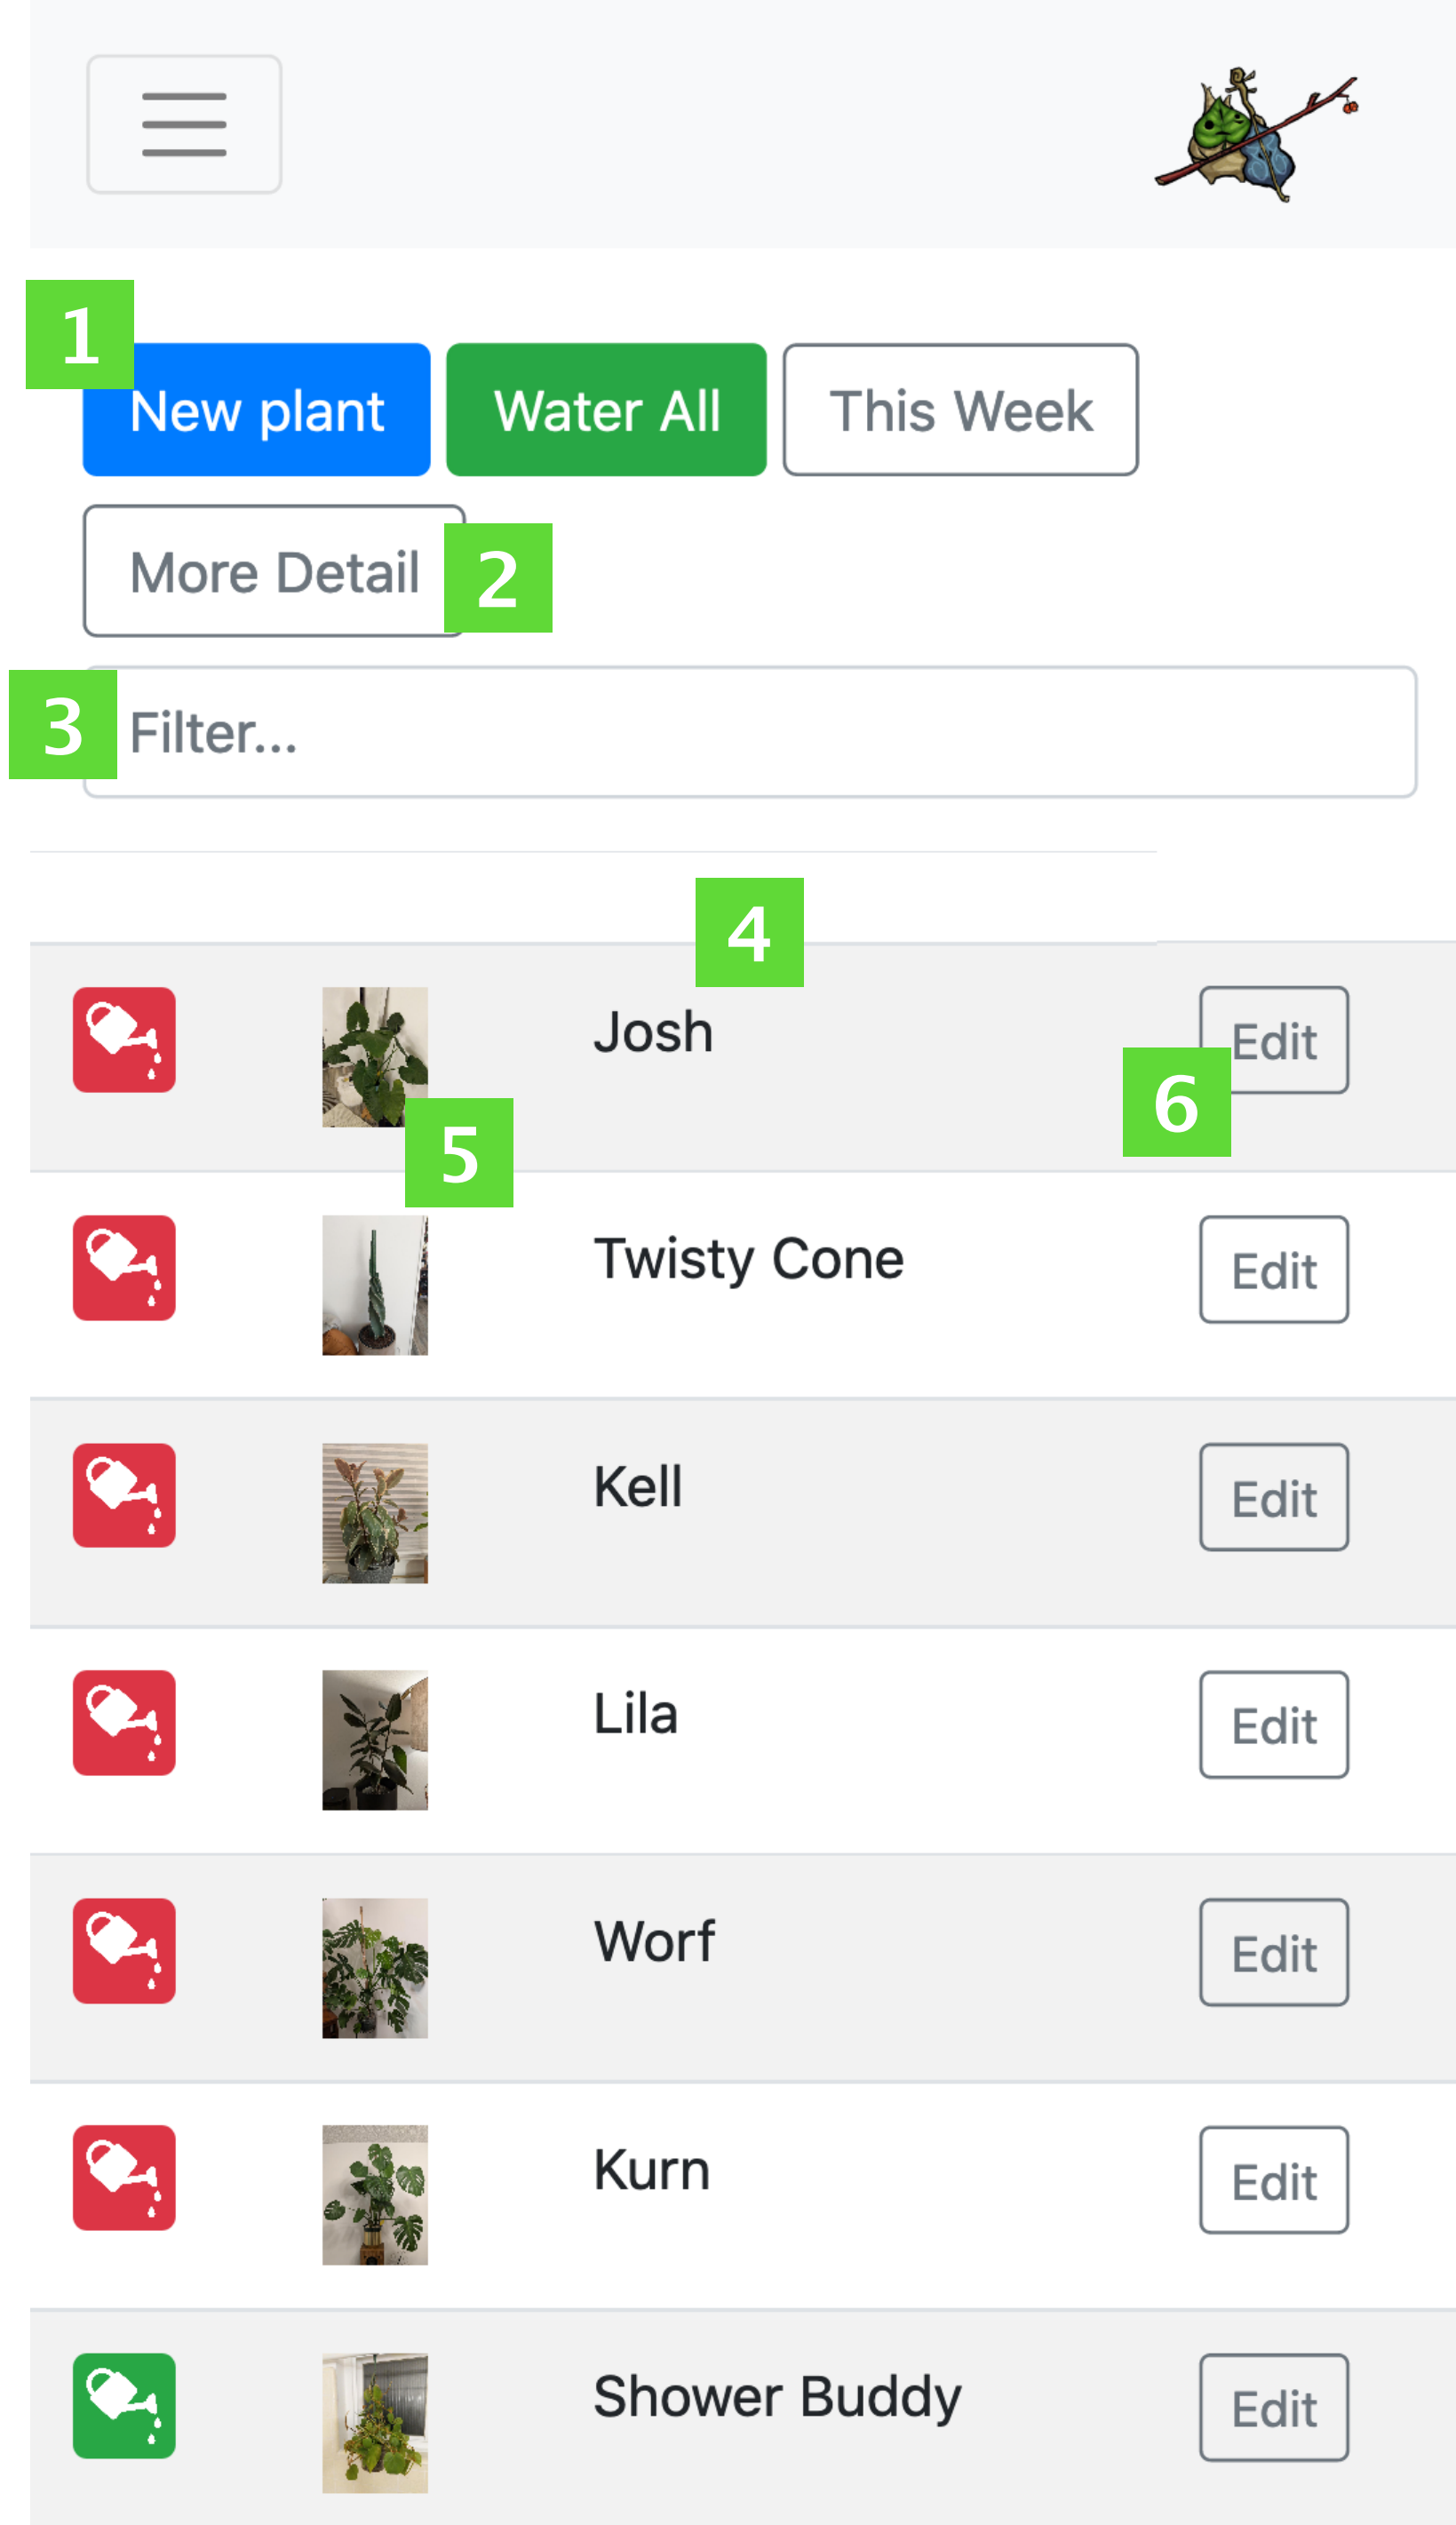 1
New plant Water All This Week
More Detail 2
3 Filter...
4
Josh Edit
5 6
Twisty Cone Edit
Kell Edit
Lila Edit
Worf Edit
Kurn Edit
Shower Buddy Edit